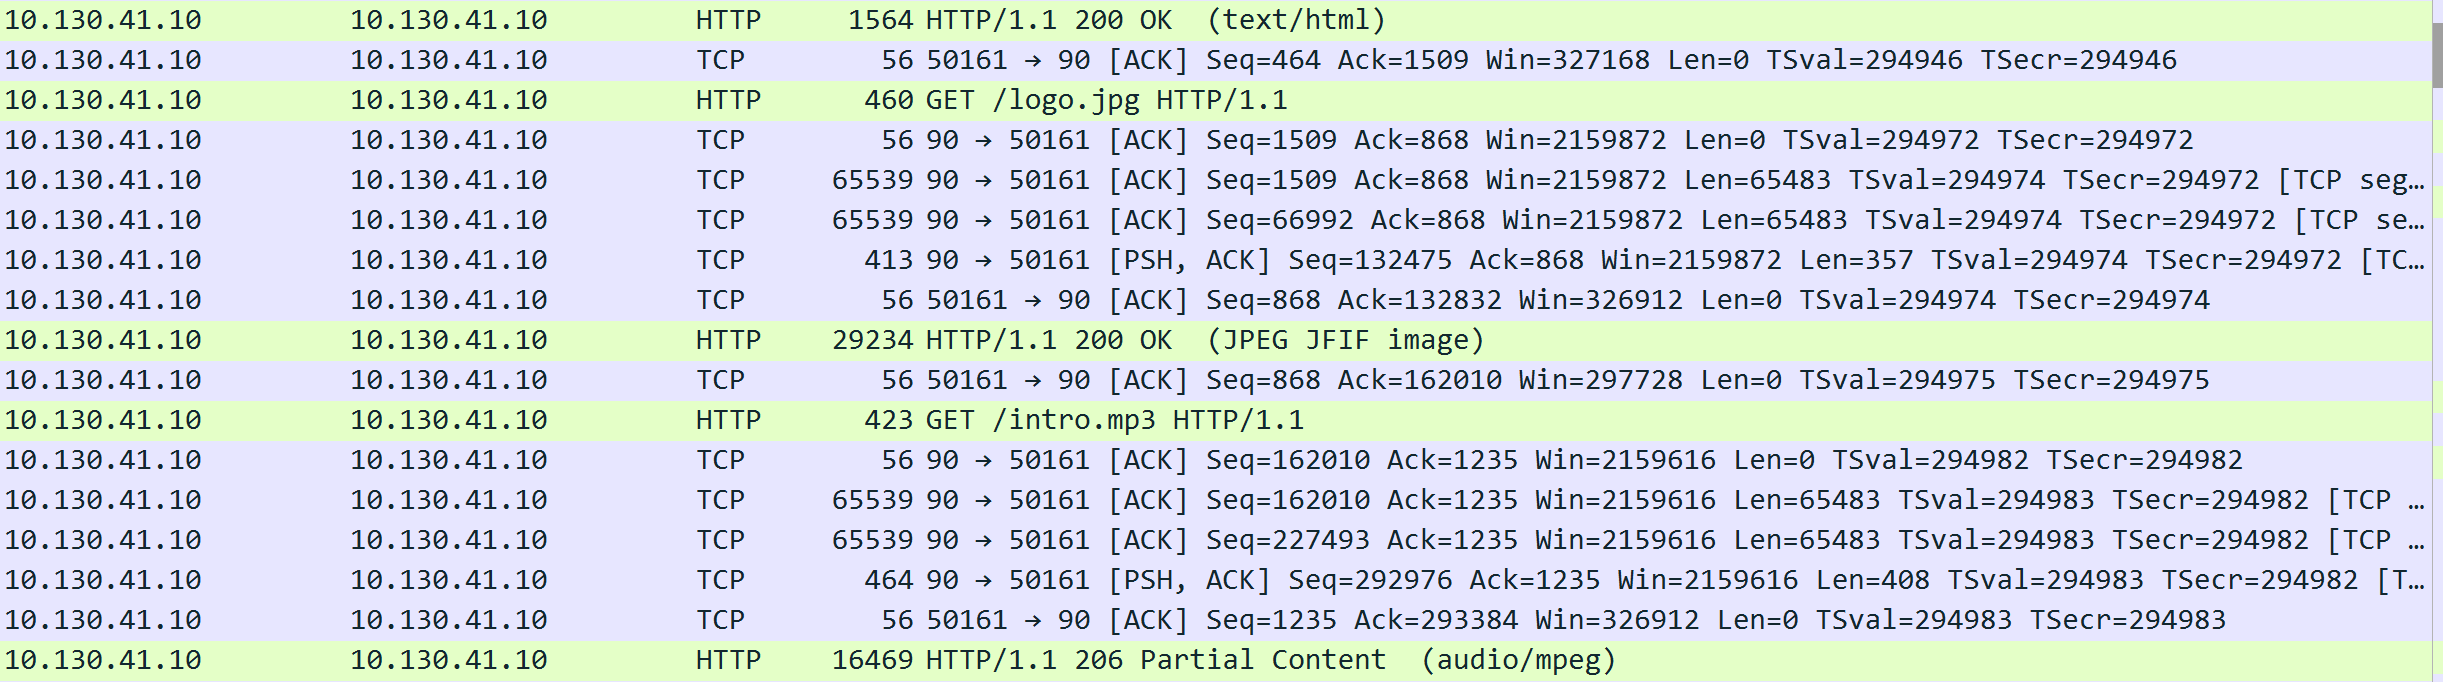 10.130.41.10 10.130.41.10 HTTP 1564 HTTP/1.1 200 OK (text/html)
10.130.41.10 10.130.41.10 TCP 56 50161 → 90 [ACK] Seq=464 Ack=1509 Win=327168 Len=0 TSval=294946 TSecr=294946
10.130.41.10 10.130.41.10 HTTP 460 GET /logo.jpg HTTP/1.1
10.130.41.10 10.130.41.10 TCP 56 90 → 50161 [ACK] Seq=1509 Ack=868 Win=2159872 Len=0 TSval=294972 TSecr=294972
10.130.41.10 10.130.41.10 TCP 65539 90 → 50161 [ACK] Seq=1509 Ack=868 Win=2159872 Len=65483 TSval=294974 TSecr=294972 [TCP seg…
10.130.41.10 10.130.41.10 TCP 65539 90 → 50161 [ACK] Seq=66992 Ack=868 Win=2159872 Len=65483 TSval=294974 TSecr=294972 [TCP se…
10.130.41.10 10.130.41.10 TCP 413 90 → 50161 [PSH, ACK] Seq=132475 Ack=868 Win=2159872 Len=357 TSval=294974 TSecr=294972 [TC…
10.130.41.10 10.130.41.10 TCP 56 50161 → 90 [ACK] Seq=868 Ack=132832 Win=326912 Len=0 TSval=294974 TSecr=294974
10.130.41.10 10.130.41.10 HTTP 29234 HTTP/1.1 200 OK (JPEG JFIF image)
10.130.41.10 10.130.41.10 TCP 56 50161 → 90 [ACK] Seq=868 Ack=162010 Win=297728 Len=0 TSval=294975 TSecr=294975
10.130.41.10 10.130.41.10 HTTP 423 GET /intro.mp3 HTTP/1.1
10.130.41.10 10.130.41.10 TCP 56 90 → 50161 [ACK] Seq=162010 Ack=1235 Win=2159616 Len=0 TSval=294982 TSecr=294982
10.130.41.10 10.130.41.10 TCP 65539 90 → 50161 [ACK] Seq=162010 Ack=1235 Win=2159616 Len=65483 TSval=294983 TSecr=294982 [TCP …
10.130.41.10 10.130.41.10 TCP 65539 90 → 50161 [ACK] Seq=227493 Ack=1235 Win=2159616 Len=65483 TSval=294983 TSecr=294982 [TCP …
10.130.41.10 10.130.41.10 TCP 464 90 → 50161 [PSH, ACK] Seq=292976 Ack=1235 Win=2159616 Len=408 TSval=294983 TSecr=294982 [T…
10.130.41.10 10.130.41.10 TCP 56 50161 → 90 [ACK] Seq=1235 Ack=293384 Win=326912 Len=0 TSval=294983 TSecr=294983
10.130.41.10 10.130.41.10 HTTP 16469 HTTP/1.1 206 Partial Content (audio/mpeg)